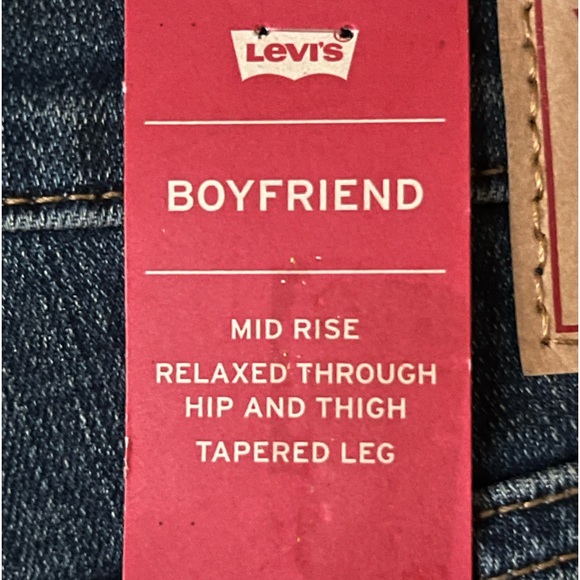 Levi's
BOYFRIEND
MID RISE
RELAXED THROUGH
HIP AND THIGH
TAPERED LEG